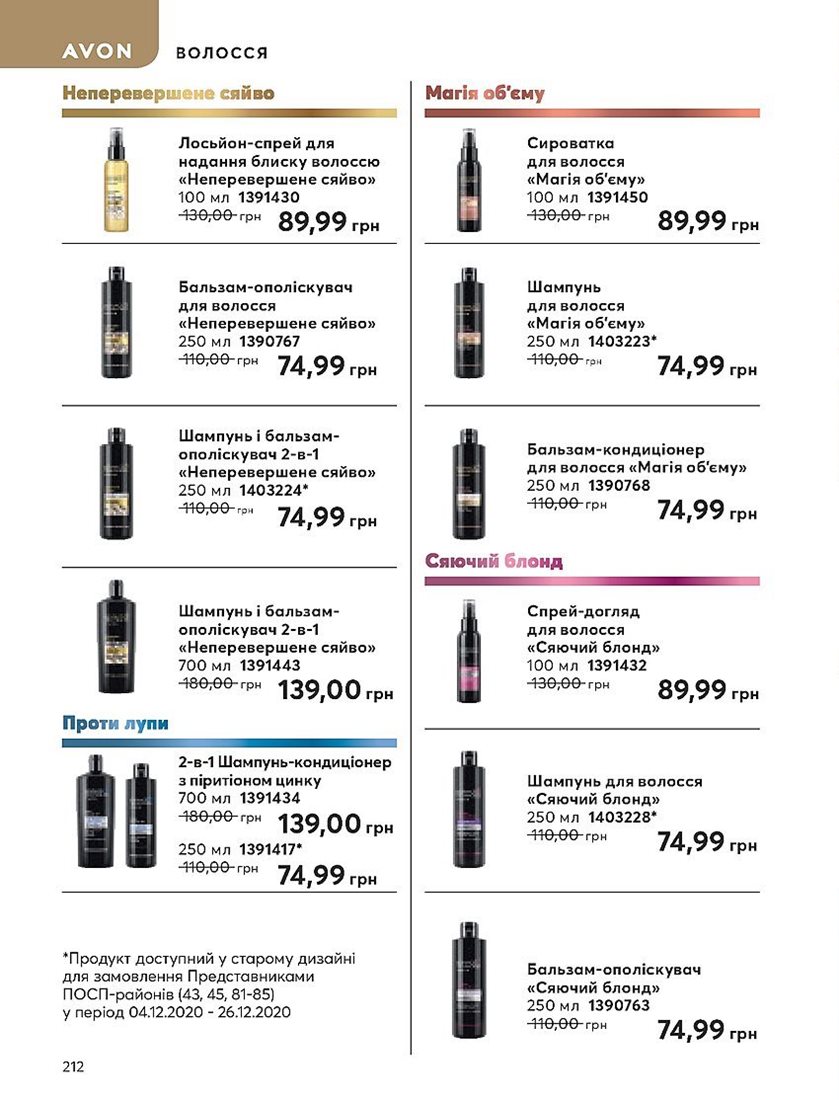 AVON
ВОЛОССЯ
Неперевершене сяйво
Лосьйон-спрей для
надання блиску волоссю
«Неперевершене сяйво»
100 мл 1391430
130,00 грн 89,99 грн
Бальзам-ополіскувач
для волосся
«Неперевершене сяйво»
250 мл 1390767
110,00 грн 74,99 грн
Шампунь і бальзам-
ополіскувач 2-в-1
«Неперевершене сяйво»
250 мл 1403224*
110,00 грн 74,99 грн
Шампунь і бальзам-
ополіскувач 2-в-1
«Неперевершене сяйво»
700 мл 1391443
180,00 грн 139,00 грн
Проти лупи
2-в-1 Шампунь-кондиціонер
з піритіоном цинку
700 мл 1391434
180,00 грн 139,00 грн
250 мл 1391417*
110,00 грн 74,99 грн
*Продукт доступний у старому дизайні
для замовлення Представниками
ПОСП-районів (43, 45, 81-85)
у період 04.12.2020 - 26.12.2020
212
Магія об'єму
Сироватка
для волосся
«Магія об'єму»
100 мл 1391450
130,00 грн 89,99 грн
Шампунь
для волосся
«Магія об'єму»
250 мл 1403223*
110,00 грн 74,99 грн
Бальзам-кондиціонер
для волосся «Магія об'єму»
250 мл 1390768
110,00 грн 74,99 грн
Сяючий блонд
Спрей-догляд
для волосся
«Сяючий блонд»
100 мл 1391432
130,00 грн 89,99 грн
Шампунь для волосся
«Сяючий блонд»
250 мл 1403228*
110,00 грн 74,99 грн
Бальзам-ополіскувач
«Сяючий блонд»
250 мл 1390763
110,00 грн 74,99 грн